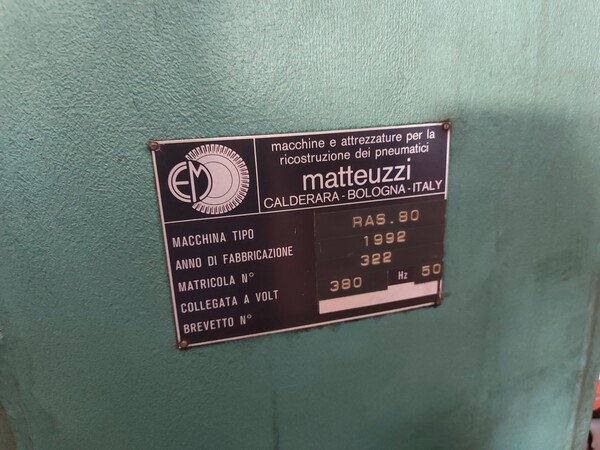 EM
macchine e attrezzature per la
ricostruzione dei pneumatici
matteuzzi
CALDERARA - BOLOGNA - ITALY
MACCHINA TIPO RAS.80
ANNO DI FABBRICAZIONE 1992
MATRICOLA N° 322
COLLEGATA A VOLT 380 Hz 50
BREVETTO N°